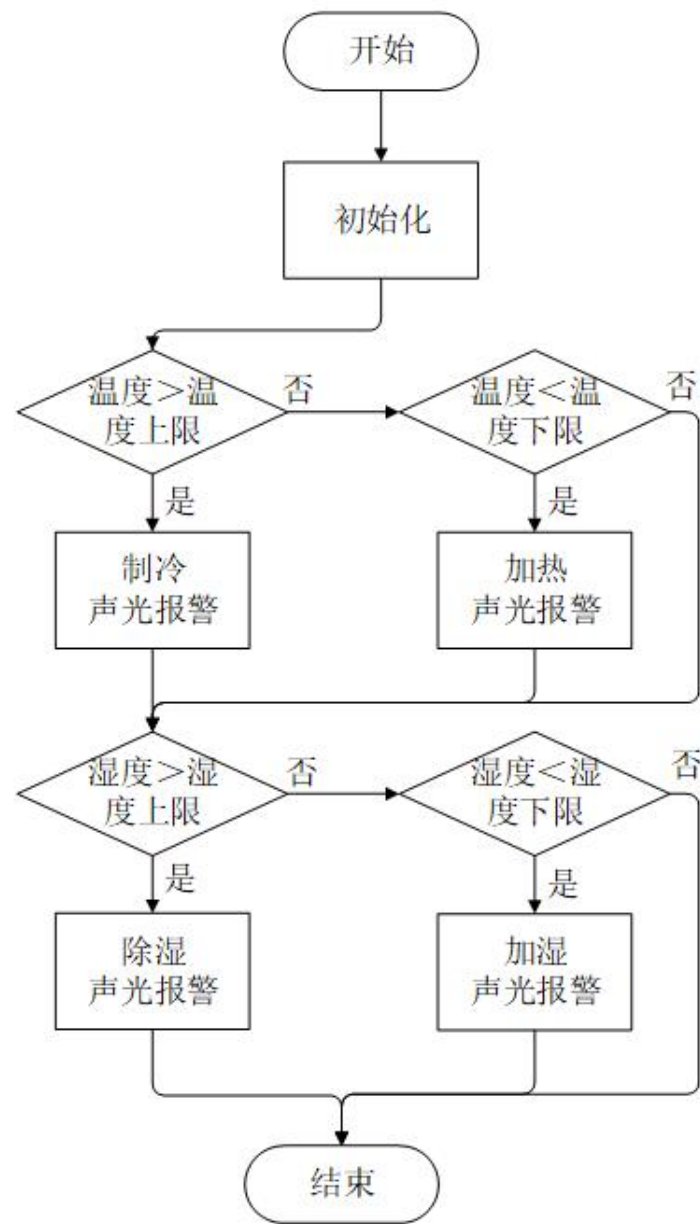 开始
初始化
温度＞温
度上限
否
温度＜温
度下限
否
是
是
制冷
声光报警
加热
声光报警
湿度＞湿
度上限
否
湿度＜湿
度下限
否
是
是
除湿
声光报警
加湿
声光报警
结束